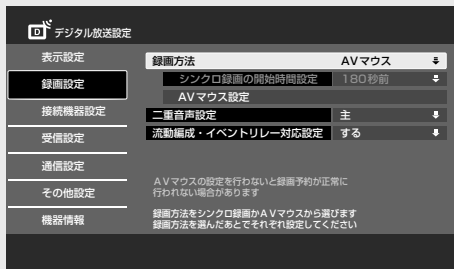 D デジタル放送設定
表示設定
録画設定
接続機器設定
受信設定
通信設定
その他設定
機器情報
録画方法 AVマウス
シンクロ録画の開始時間設定 180秒前
AVマウス設定
二重音声設定 主
流動編成・イベントリレー対応設定 する
AVマウスの設定を行わないと録画予約が正常に
行われない場合があります
録画方法をシンクロ録画かAVマウスから選びます
録画方法を選んだあとでそれぞれ設定してください